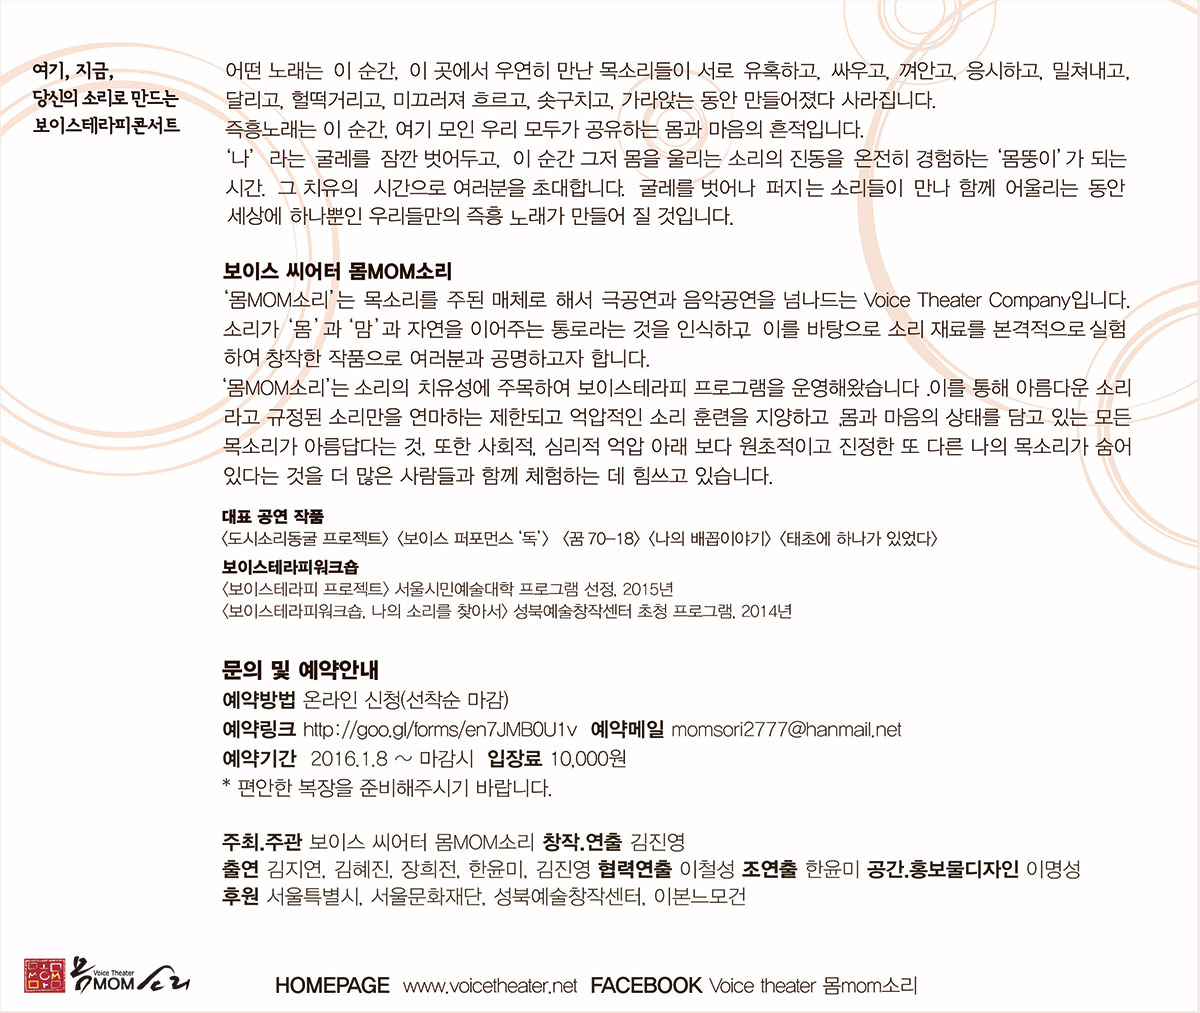 여기, 지금,
당신의 소리로 만드는
보이스테라피콘서트
어떤 노래는 이 순간, 이 곳에서 우연히 만난 목소리들이 서로 유혹하고, 싸우고, 껴안고, 응시하고, 밀쳐내고,
달리고, 헐떡거리고, 미끄러져 흐르고, 솟구치고, 가라앉는 동안 만들어졌다 사라집니다.
즉흥노래는 이 순간, 여기 모인 우리 모두가 공유하는 몸과 마음의 흔적입니다.
‘나’ 라는 굴레를 잠깐 벗어두고, 이 순간 그저 몸을 울리는 소리의 진동을 온전히 경험하는 ‘몸뚱이’가 되는
시간. 그 치유의 시간으로 여러분을 초대합니다. 굴레를 벗어나 퍼지는 소리들이 만나 함께 어울리는 동안
세상에 하나뿐인 우리들만의 즉흥 노래가 만들어 질 것입니다.
보이스 씨어터 몸MOM소리
‘몸MOM소리’는 목소리를 주된 매체로 해서 극공연과 음악공연을 넘나드는 Voice Theater Company입니다.
소리가 ‘몸’과 ‘맘’과 자연을 이어주는 통로라는 것을 인식하고, 이를 바탕으로 소리 재료를 본격적으로 실험
하여 창작한 작품으로 여러분과 공명하고자 합니다.
‘몸MOM소리’는 소리의 치유성에 주목하여 보이스테라피 프로그램을 운영해왔습니다 .이를 통해 아름다운 소리
라고 규정된 소리만을 연마하는 제한되고 억압적인 소리 훈련을 지양하고 ,몸과 마음의 상태를 담고 있는 모든
목소리가 아름답다는 것, 또한 사회적, 심리적 억압 아래 보다 원초적이고 진정한 또 다른 나의 목소리가 숨어
있다는 것을 더 많은 사람들과 함께 체험하는 데 힘쓰고 있습니다.
대표 공연 작품
〈도시소리동굴 프로젝트〉 〈보이스 퍼포먼스 ‘독’〉 〈꿈 70-18〉 〈나의 배꼽이야기〉 〈태초에 하나가 있었다〉
보이스테라피워크숍
〈보이스테라피 프로젝트〉 서울시민예술대학 프로그램 선정, 2015년
〈보이스테라피워크숍, 나의 소리를 찾아서〉 성북예술창작센터 초청 프로그램, 2014년
문의 및 예약안내
예약방법 온라인 신청(선착순 마감)
예약링크 http://goo.gl/forms/en7JMB0U1v 예약메일 momsori2777@hanmail.net
예약기간 2016.1.8 ~ 마감시 입장료 10,000원
* 편안한 복장을 준비해주시기 바랍니다.
주최.주관 보이스 씨어터 몸MOM소리 창작.연출 김진영
출연 김지연, 김혜진, 장희전, 한윤미, 김진영 협력연출 이철성 조연출 한윤미 공간.홍보물디자인 이명성
후원 서울특별시, 서울문화재단, 성북예술창작센터, 이본느모건
Voice Theater
몸MOM소리
HOMEPAGE www.voicetheater.net FACEBOOK Voice theater 몸mom소리